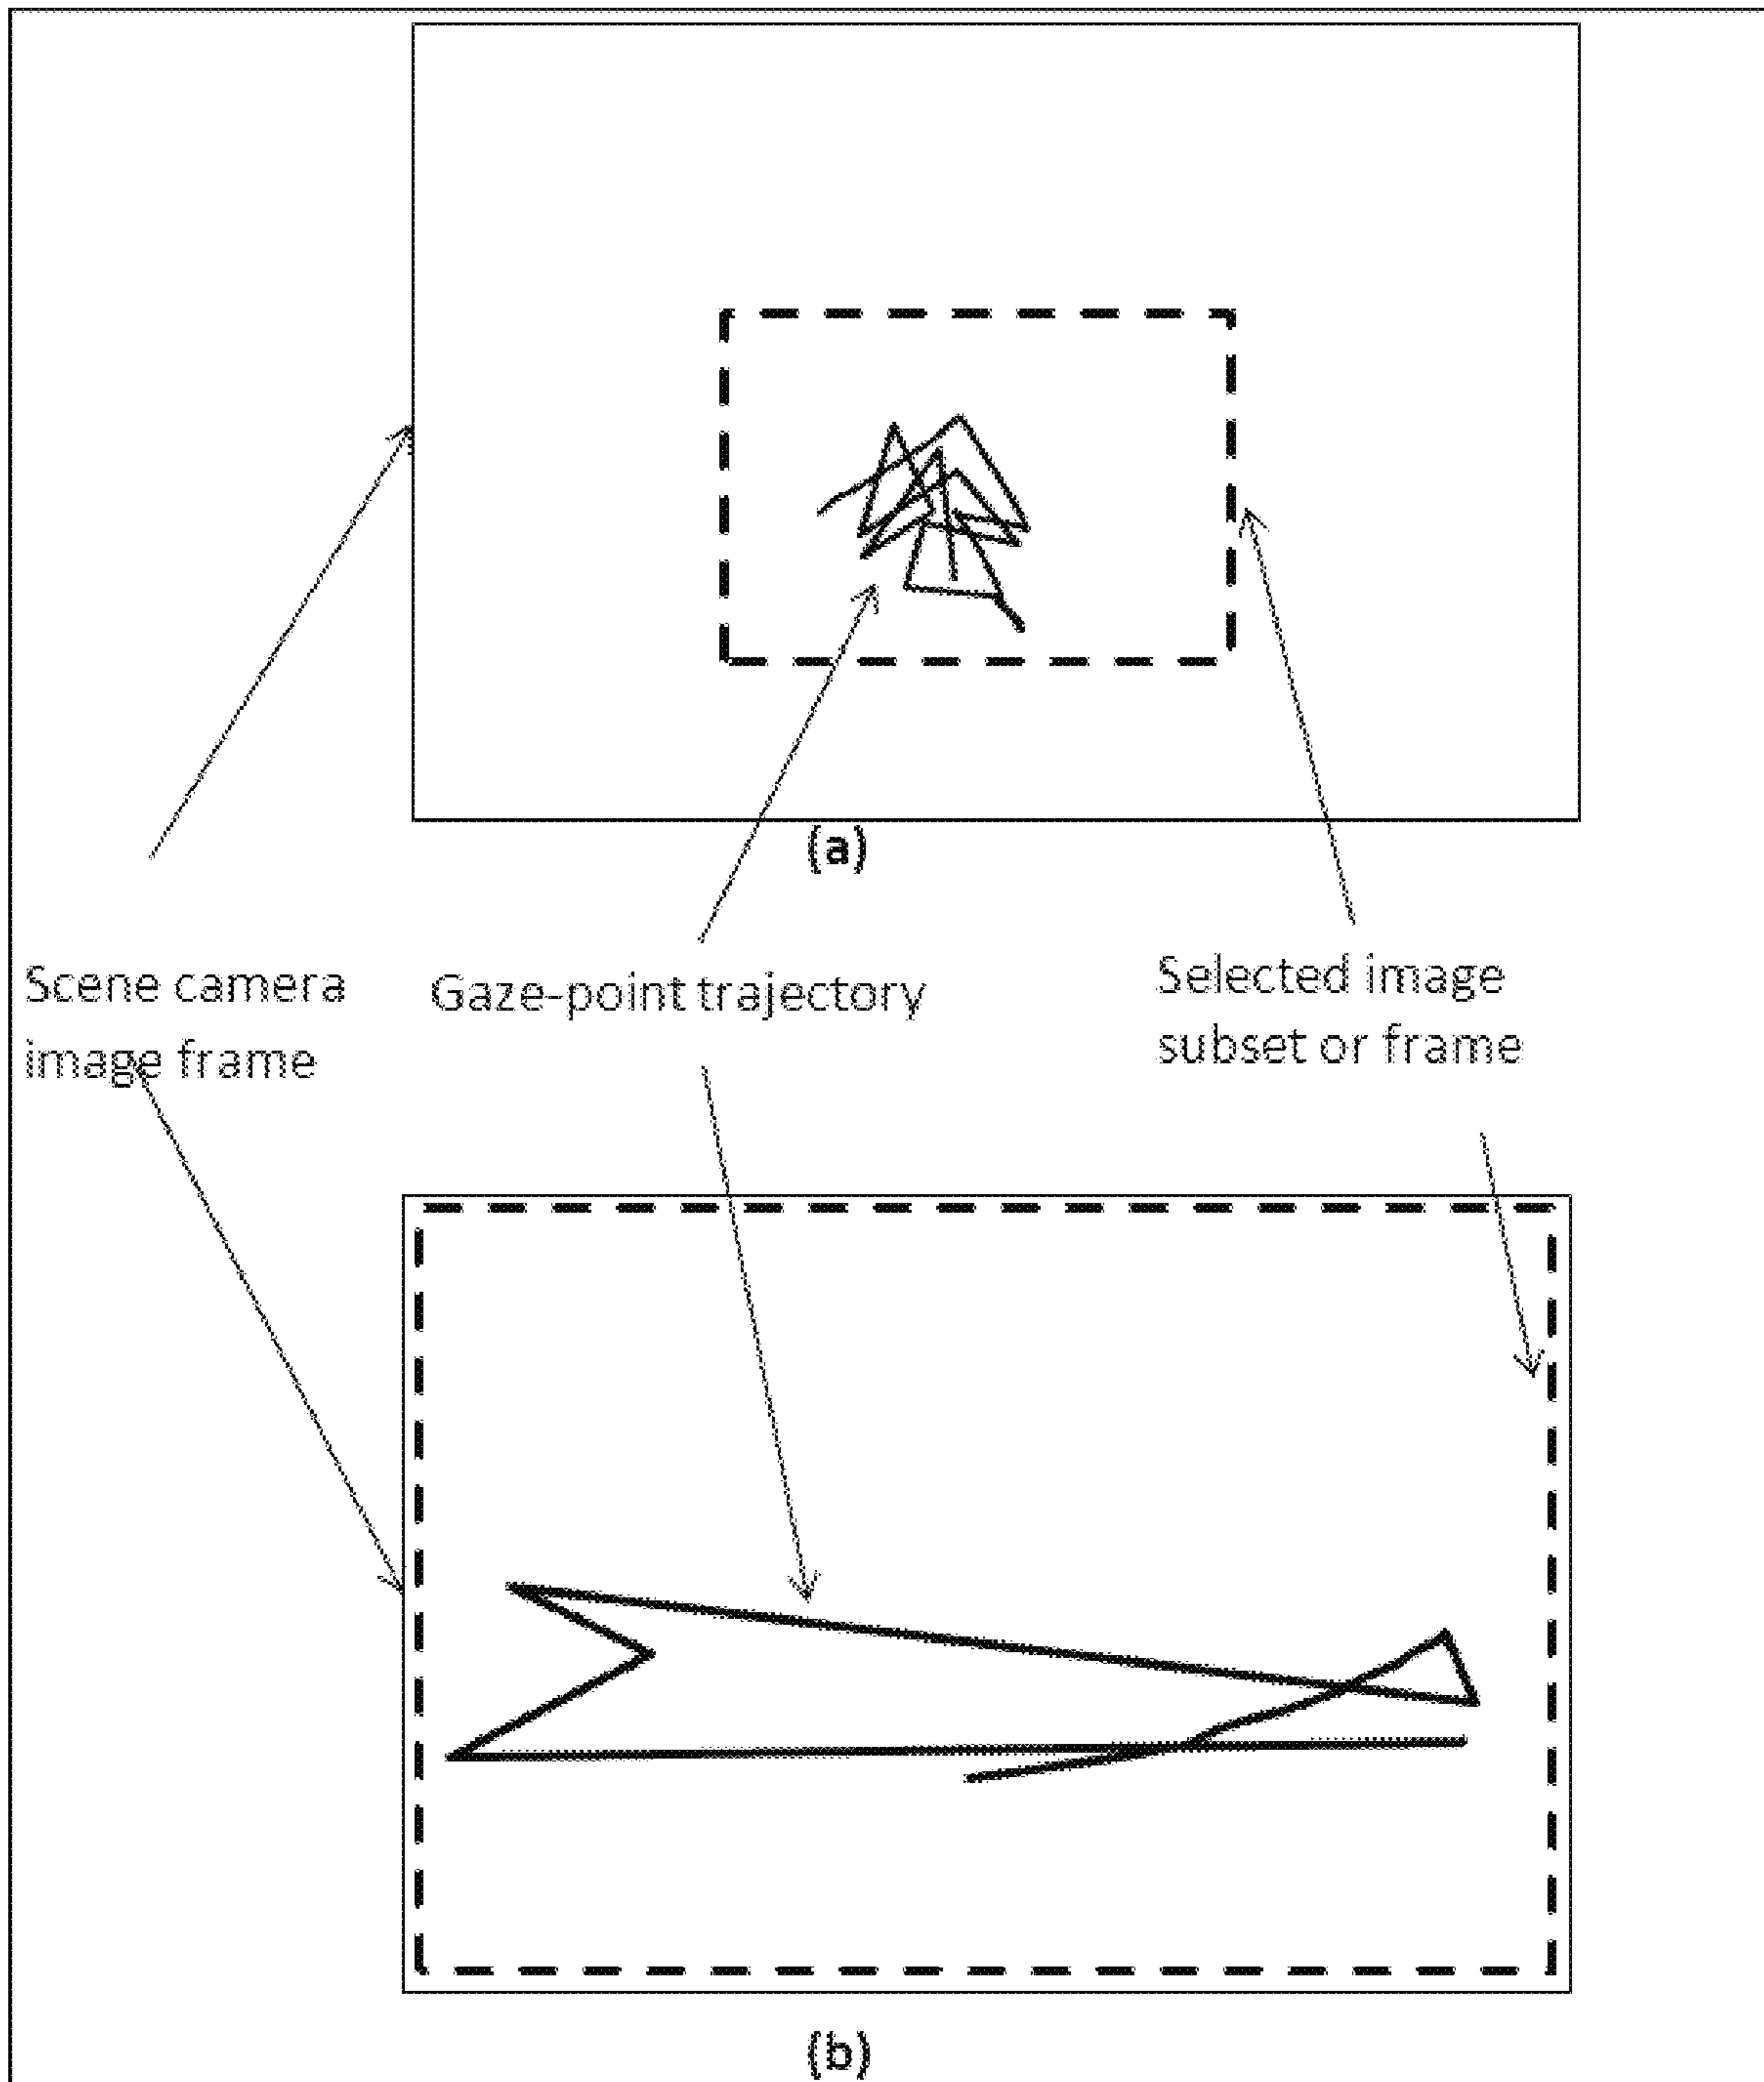 (a)
Scene camera
image frame
Gaze-point trajectory
Selected image
subset or frame
(b)